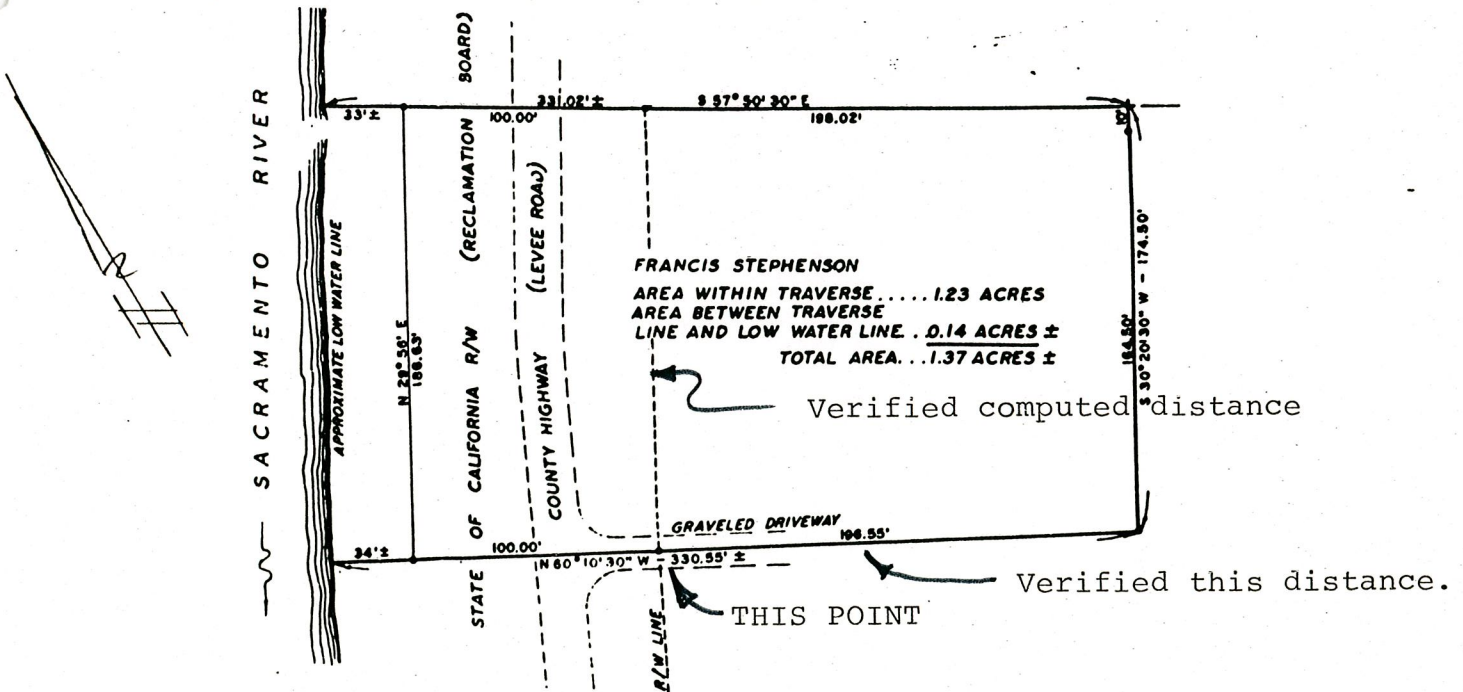 SACRAMENTO RIVER
APPROXIMATE LOW WATER LINE
33'±
331.02'±
100.00'
S 57° 50' 30" E
198.02'
10'
N 29° 56' E
186.63'
STATE OF CALIFORNIA R/W (RECLAMATION BOARD)
COUNTY HIGHWAY (LEVEE ROAD)
FRANCIS STEPHENSON
AREA WITHIN TRAVERSE ..... 1.23 ACRES
AREA BETWEEN TRAVERSE
LINE AND LOW WATER LINE .. 0.14 ACRES ±
TOTAL AREA... 1.37 ACRES ±
164.50'
S 30° 20' 30" W - 174.50'
Verified computed distance
GRAVELED DRIVEWAY
196.55'
34'±
100.00'
N 60° 10' 30" W - 330.55' ±
Verified this distance.
THIS POINT
R/W LINE